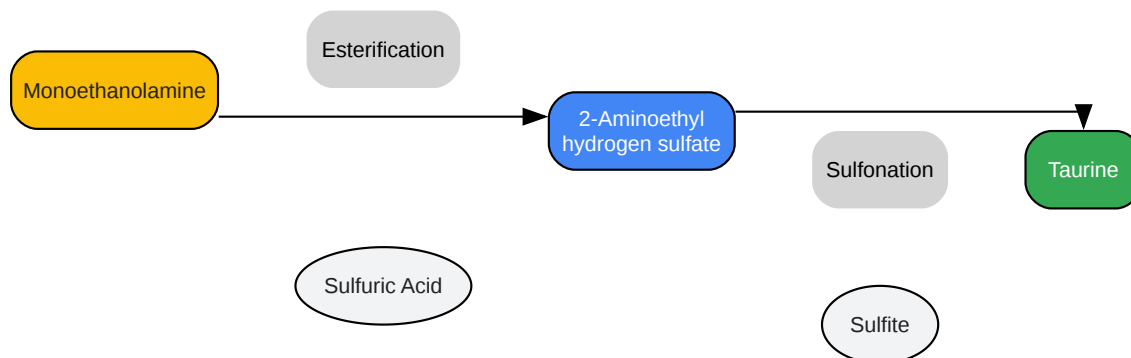 Esterification
Monoethanolamine
2-Aminoethyl
hydrogen sulfate
Sulfonation
Taurine
Sulfuric Acid
Sulfite